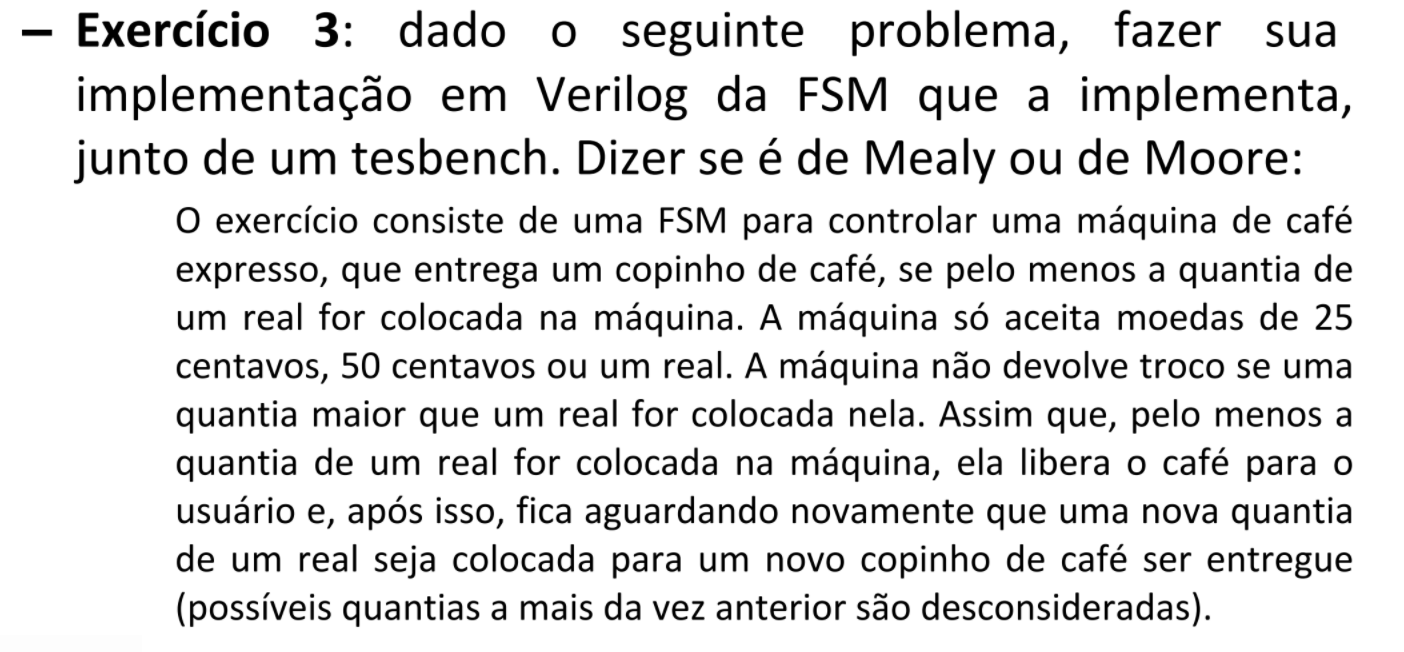 – Exercício 3: dado o seguinte problema, fazer sua
implementação em Verilog da FSM que a implementa,
junto de um tesbench. Dizer se é de Mealy ou de Moore:
O exercício consiste de uma FSM para controlar uma máquina de café
expresso, que entrega um copinho de café, se pelo menos a quantia de
um real for colocada na máquina. A máquina só aceita moedas de 25
centavos, 50 centavos ou um real. A máquina não devolve troco se uma
quantia maior que um real for colocada nela. Assim que, pelo menos a
quantia de um real for colocada na máquina, ela libera o café para o
usuário e, após isso, fica aguardando novamente que uma nova quantia
de um real seja colocada para um novo copinho de café ser entregue
(possíveis quantias a mais da vez anterior são desconsideradas).